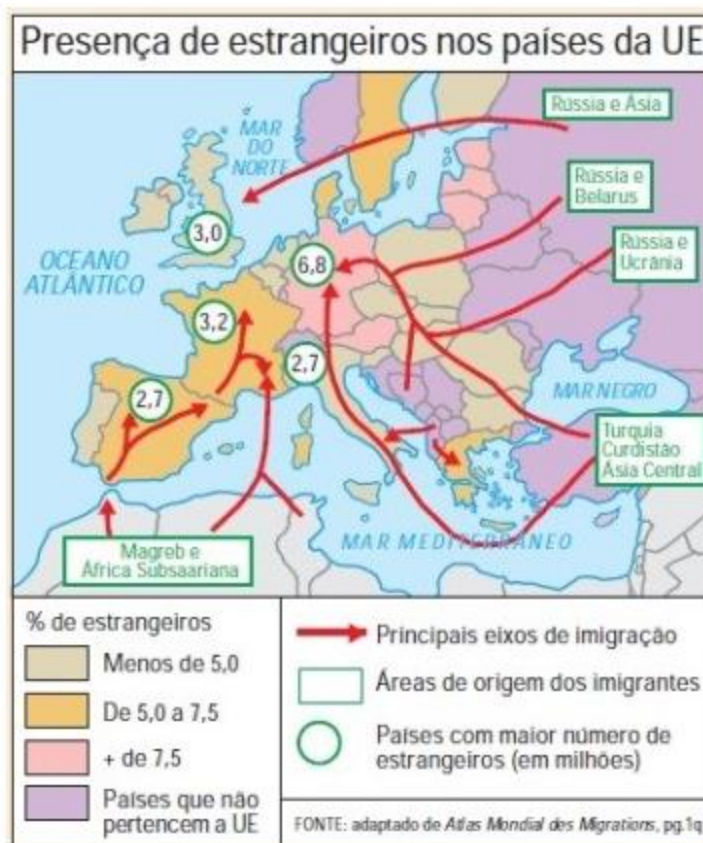 Presença de estrangeiros nos países da UE
Rússia e Ásia
MAR
DO
NORTE
Rússia e
Belarus
3,0
Rússia e
Ucrânia
6,8
OCEANO
ATLÂNTICO
3,2
2,7
2,7
MAR NEGRO
Turquia
Curdistão
Ásia Central
MAR MEDITERRÂNEO
Magreb e
África Subsaariana
% de estrangeiros
Menos de 5,0
De 5,0 a 7,5
+ de 7,5
Países que não
pertencem a UE
Principais eixos de imigração
Áreas de origem dos imigrantes
Países com maior número de
estrangeiros (em milhões)
FONTE: adaptado de Atlas Mondial des Migrations, pg.1q